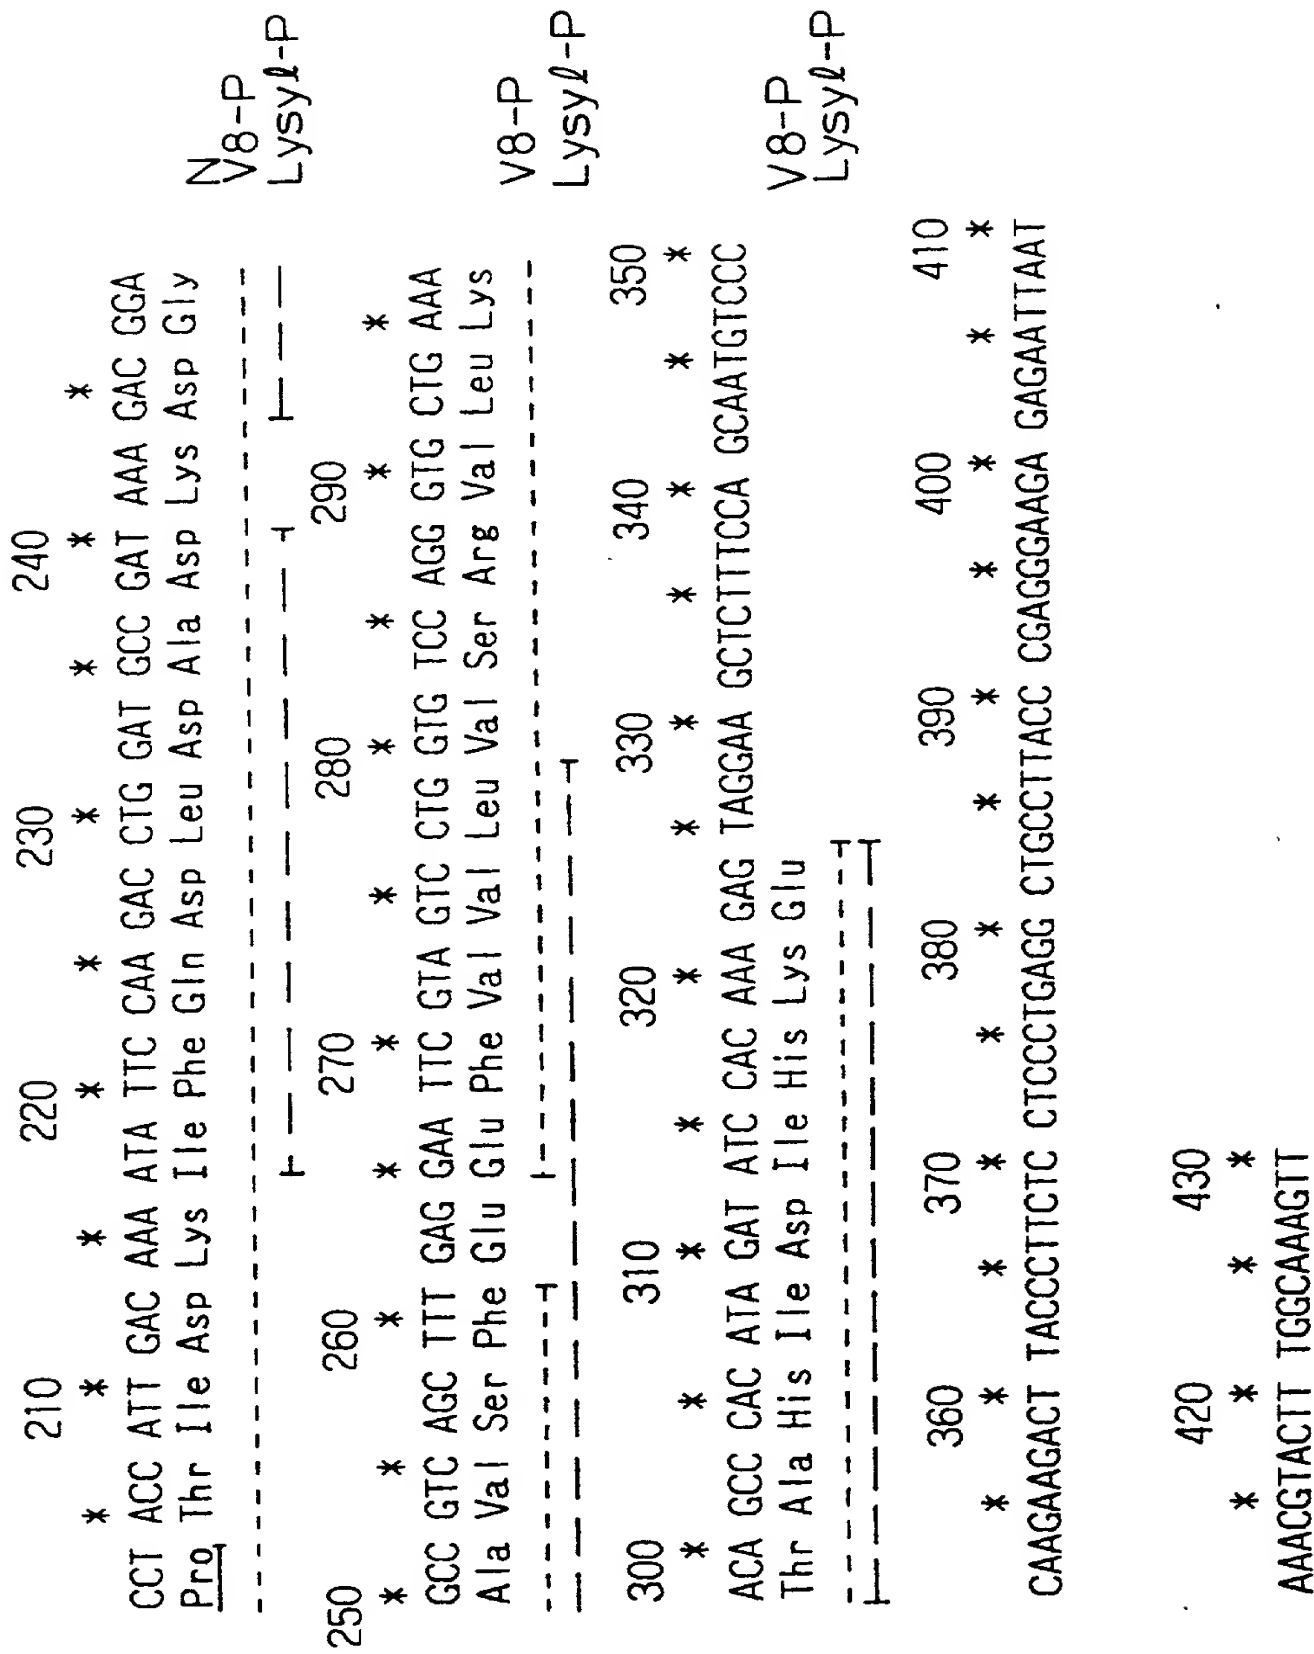 210 220 230 240
* * * * * * * * *
CCT ACC ATT GAC AAA ATA TTC CAA GAC CTG GAT GCC GAT AAA GAC GGA
Pro Thr Ile Asp Lys Ile Phe Gln Asp Leu Asp Ala Asp Lys Asp Gly
N
V8-P
Lysyl-P
250 260 270 280 290
* * * * * * * * * *
GCC GTC AGC TTT GAG GAA TTC GTA GTC CTG GTG TCC AGG GTG CTG AAA
Ala Val Ser Phe Glu Glu Phe Val Val Leu Val Ser Arg Val Leu Lys
V8-P
Lysyl-P
300 310 320 330 340 350
* * * * * * * * * * *
ACA GCC CAC ATA GAT ATC CAC AAA GAG TAGGAA GCTCTTTCCA GCAATGTCCC
Thr Ala His Ile Asp Ile His Lys Glu
V8-P
Lysyl-P
360 370 380 390 400 410
* * * * * * * * * * * *
CAAGAAGACT TACCCTTCTC CTCCCTGAGG CTGCCTTACC CGAGGAAGA GAGAATTAAT
420 430
* * * *
AAACGTACTT TGGCAAAGTT